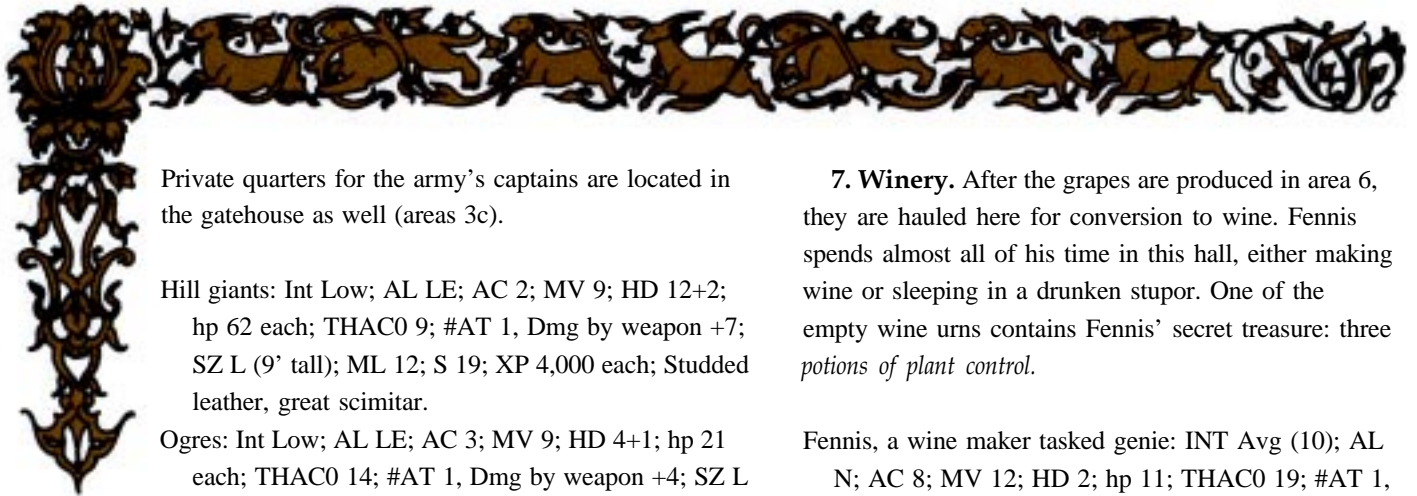 Private quarters for the army's captains are located in
the gatehouse as well (areas 3c).
Hill giants: Int Low; AL LE; AC 2; MV 9; HD 12+2;
hp 62 each; THAC0 9; #AT 1, Dmg by weapon +7;
SZ L (9' tall); ML 12; S 19; XP 4,000 each; Studded
leather, great scimitar.
Ogres: Int Low; AL LE; AC 3; MV 9; HD 4+1; hp 21
each; THAC0 14; #AT 1, Dmg by weapon +4; SZ L
7. Winery. After the grapes are produced in area 6,
they are hauled here for conversion to wine. Fennis
spends almost all of his time in this hall, either making
wine or sleeping in a drunken stupor. One of the
empty wine urns contains Fennis' secret treasure: three
potions of plant control.
Fennis, a wine maker tasked genie: INT Avg (10); AL
N; AC 8; MV 12; HD 2; hp 11; THAC0 19; #AT 1,